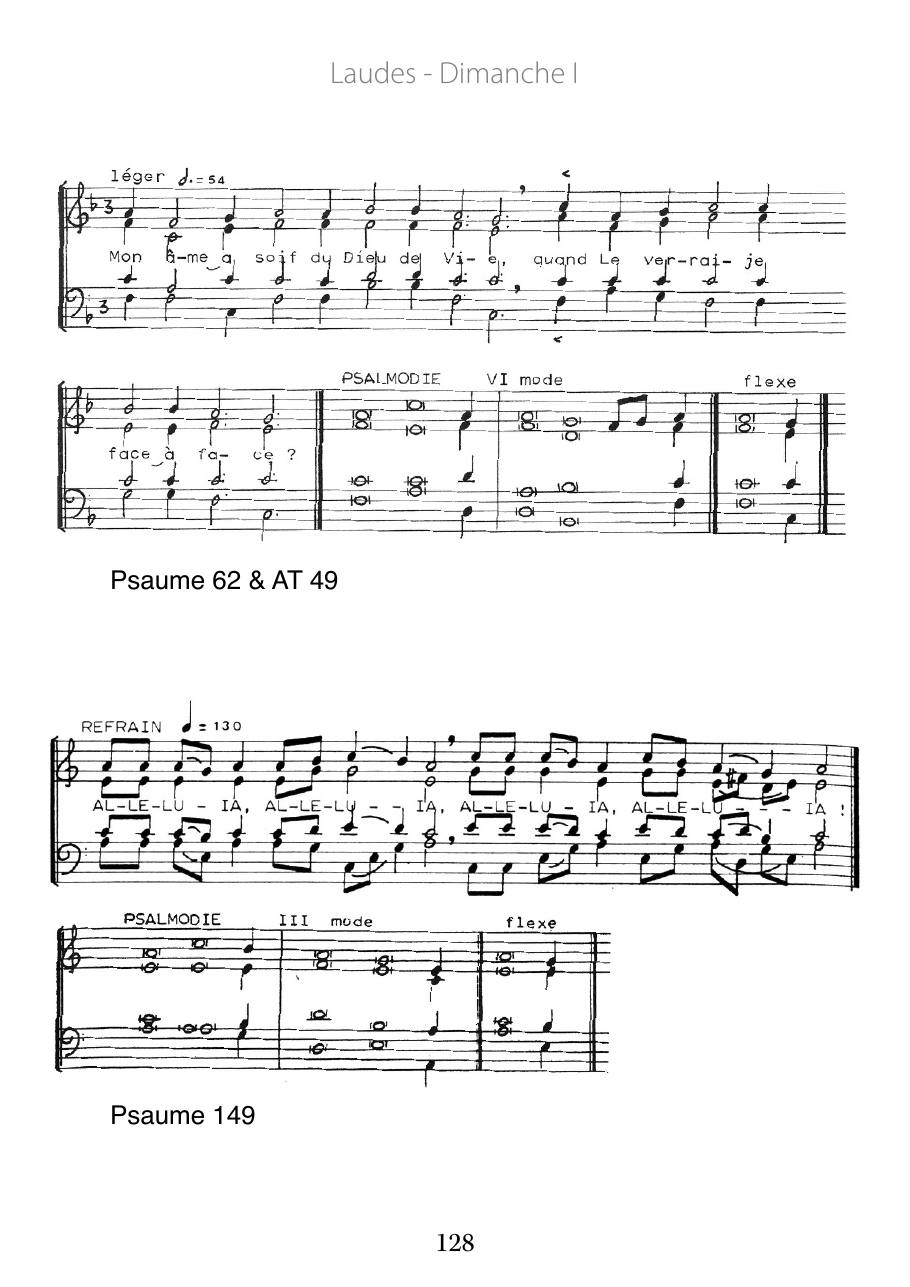 Laudes - Dimanche I
léger 𝅗𝅥. = 54
3
Mon â-me a soif du Dieu de Vi-e, quand Le ver-rai- je
3
PSALMODIE VI mode flexe
face à fa- ce ?
Psaume 62 & AT 49
REFRAIN ♩ = 130
AL-LE-LU - IA, AL-LE-LU - - IA, AL-LE-LU - IA, AL-LE-LU - - - IA !
PSALMODIE III mode flexe
Psaume 149
128